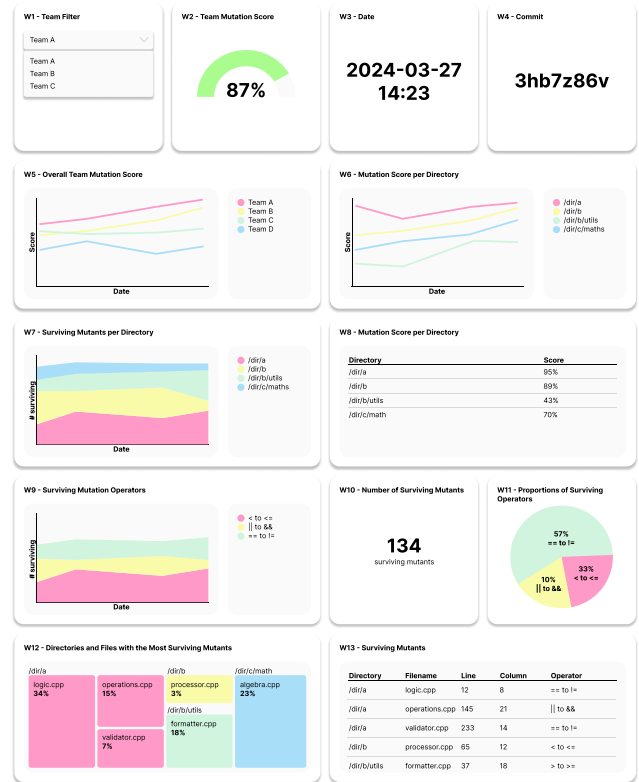 W1 - Team Filter
Team A
Team A
Team B
Team C
W2 - Team Mutation Score
87%
W3 - Date
2024-03-27
14:23
W4 - Commit
3hb7z86v
W5 - Overall Team Mutation Score
Score
Date
Team A
Team B
Team C
Team D
W6 - Mutation Score per Directory
Score
Date
/dir/a
/dir/b
/dir/b/utils
/dir/c/maths
W7 - Surviving Mutants per Directory
# surviving
Date
/dir/a
/dir/b
/dir/b/utils
/dir/c/maths
W8 - Mutation Score per Directory
Directory Score
/dir/a 95%
/dir/b 89%
/dir/b/utils 43%
/dir/c/math 70%
W9 - Surviving Mutation Operators
# surviving
Date
< to <=
|| to &&
== to !=
W10 - Number of Surviving Mutants
134
surviving mutants
W11 - Proportions of Surviving
Operators
57%
== to !=
33%
< to <=
10%
|| to &&
W12 - Directories and Files with the Most Surviving Mutants
/dir/a
logic.cpp
34%
operations.cpp
15%
validator.cpp
7%
/dir/b
processor.cpp
3%
/dir/b/utils
formatter.cpp
18%
/dir/c/math
algebra.cpp
23%
W13 - Surviving Mutants
Directory Filename Line Column Operator
/dir/a logic.cpp 12 8 == to !=
/dir/a operations.cpp 145 21 || to &&
/dir/a validator.cpp 233 14 == to !=
/dir/b processor.cpp 65 12 < to <=
/dir/b/utils formatter.cpp 37 18 > to >=